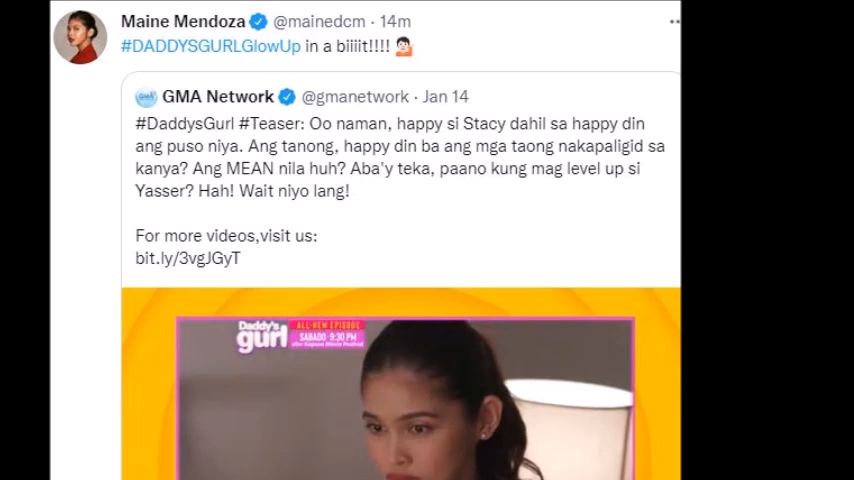 Maine Mendoza @mainedcm · 14m
#DADDYSGURLGlowUp in a biiiit!!!! 💁🏻
GMA Network @gmanetwork · Jan 14
#DaddysGurl #Teaser: Oo naman, happy si Stacy dahil sa happy din
ang puso niya. Ang tanong, happy din ba ang mga taong nakapaligid sa
kanya? Ang MEAN nila huh? Aba'y teka, paano kung mag level up si
Yasser? Hah! Wait niyo lang!
For more videos,visit us:
bit.ly/3vgJGyT
Daddy's
gurl
ALL-NEW EPISODE
SABADO 9:30 PM
after Kapuso Movie Festival